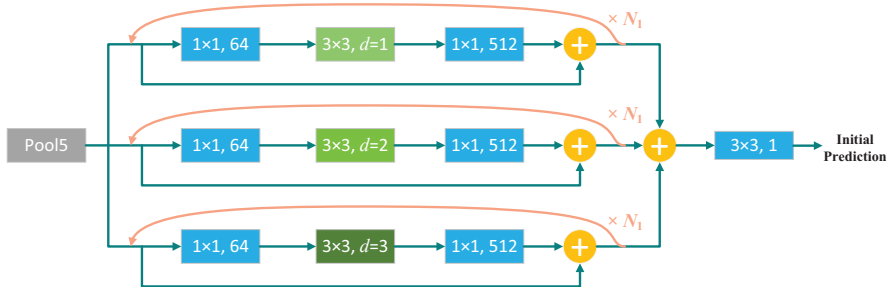 × N₁
1×1, 64
3×3, d=1
1×1, 512
+
× N₁
Pool5
1×1, 64
3×3, d=2
1×1, 512
+
+
3×3, 1
Initial
Prediction
× N₁
1×1, 64
3×3, d=3
1×1, 512
+